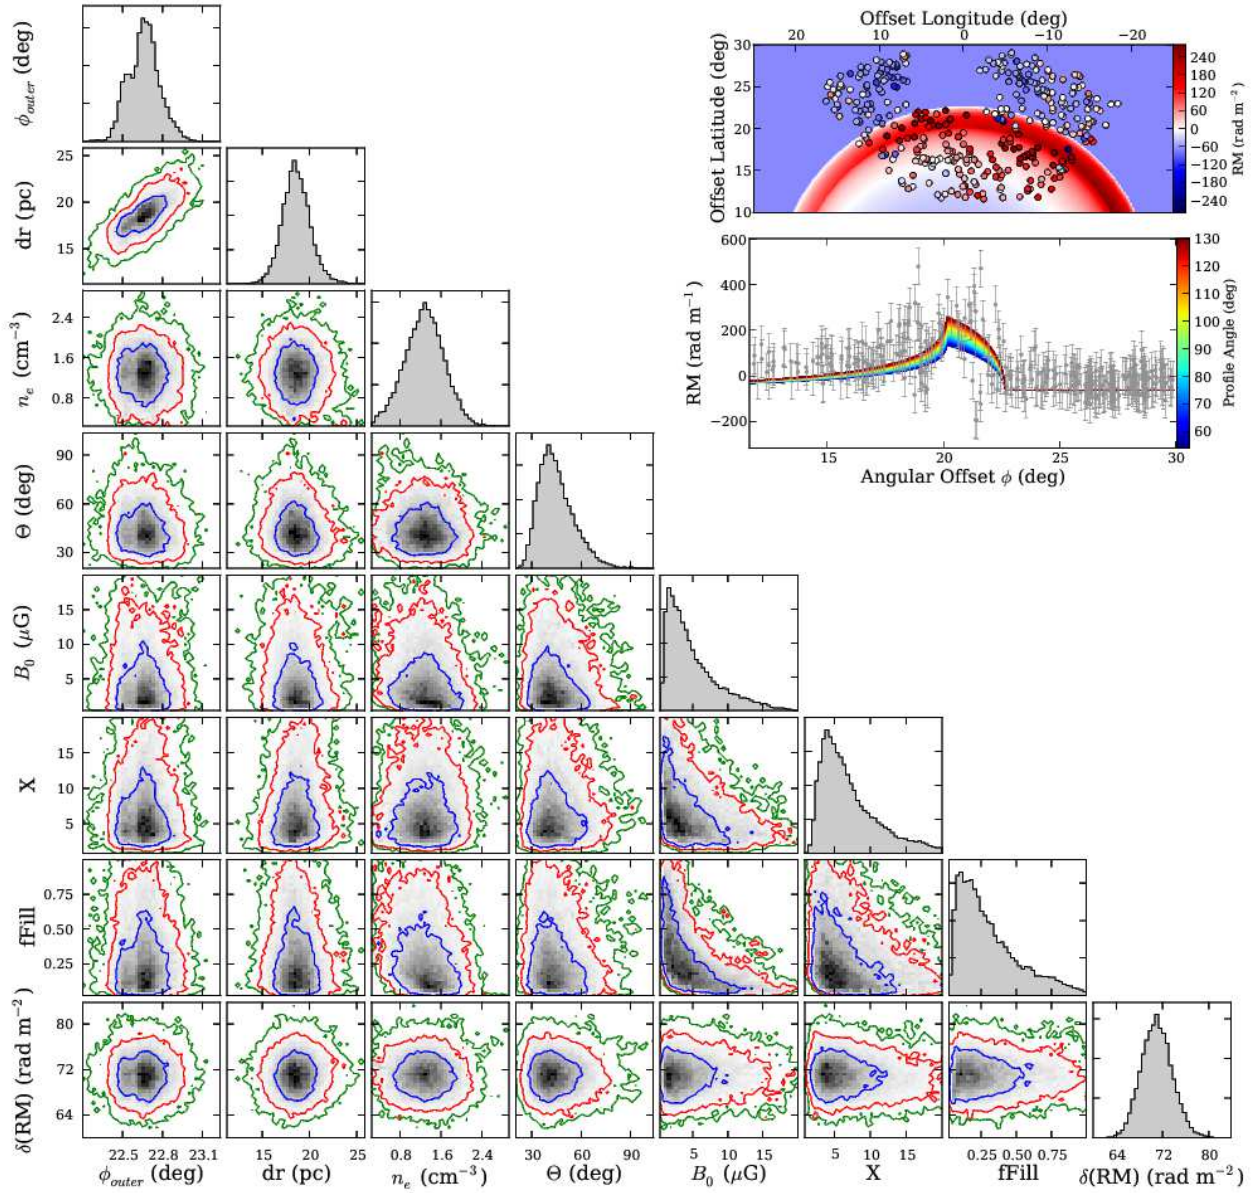 Offset Longitude (deg)
20 10 0 −10 −20
Offset Latitude (deg)
30
25
20
15
10
240
180
120
60
0
−60
−120
−180
−240
RM (rad m⁻²)
RM (rad m⁻¹)
600
400
200
0
−200
15 20 25 30
Angular Offset ϕ (deg)
130
120
110
100
90
80
70
60
Profile Angle (deg)
ϕouter (deg)
dr (pc)
25
20
15
nₑ (cm⁻³)
2.4
1.6
0.8
Θ (deg)
90
60
30
B₀ (μG)
15
10
5
X
15
10
5
fFill
0.75
0.50
0.25
δ(RM) (rad m⁻²)
80
72
64
22.5 22.8 23.1
15 20 25
0.8 1.6 2.4
30 60 90
5 10 15
5 10 15
0.25 0.50 0.75
64 72 80
ϕouter (deg)
dr (pc)
nₑ (cm⁻³)
Θ (deg)
B₀ (μG)
X
fFill
δ(RM) (rad m⁻²)